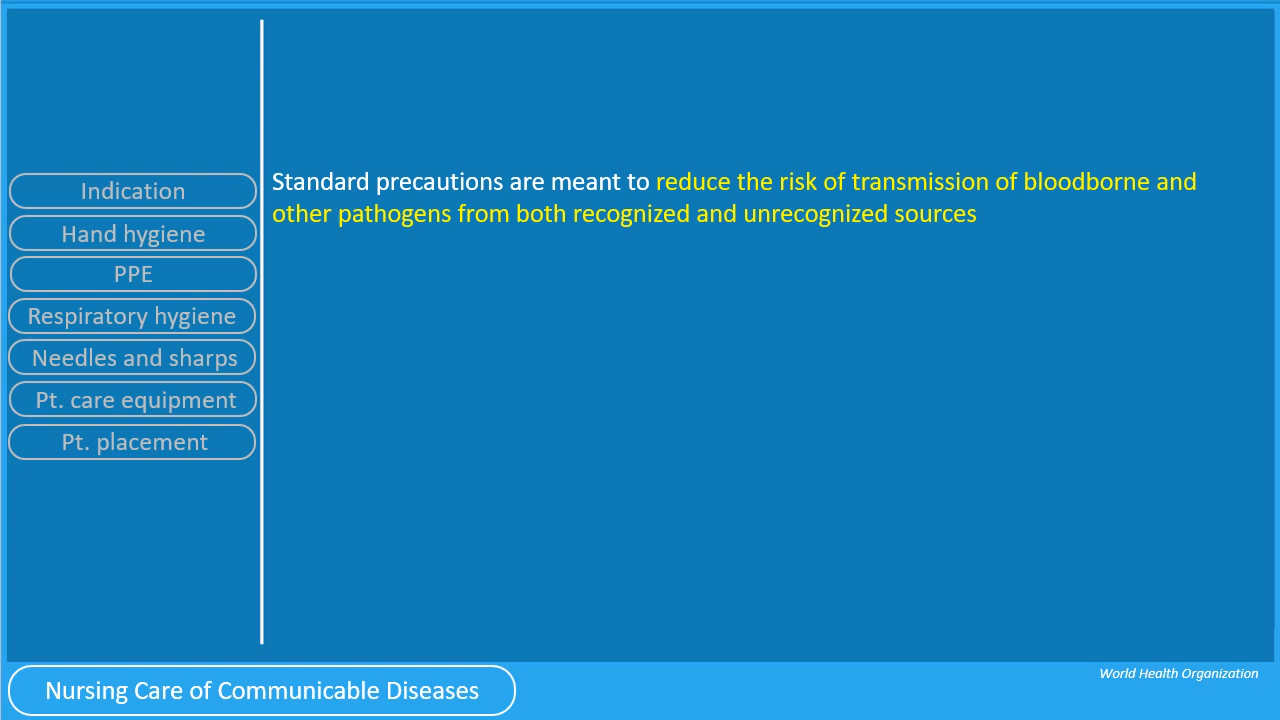 Indication
Hand hygiene
PPE
Respiratory hygiene
Needles and sharps
Pt. care equipment
Pt. placement
Standard precautions are meant to reduce the risk of transmission of bloodborne and
other pathogens from both recognized and unrecognized sources
Nursing Care of Communicable Diseases
World Health Organization